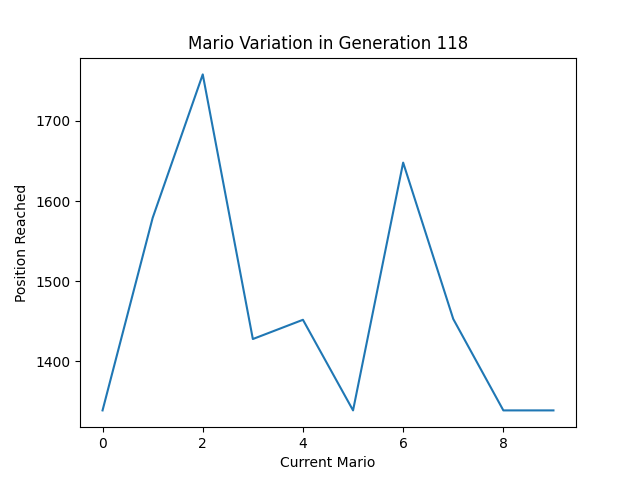 Mario Variation in Generation 118
Position Reached
1700
1600
1500
1400
0 2 4 6 8
Current Mario